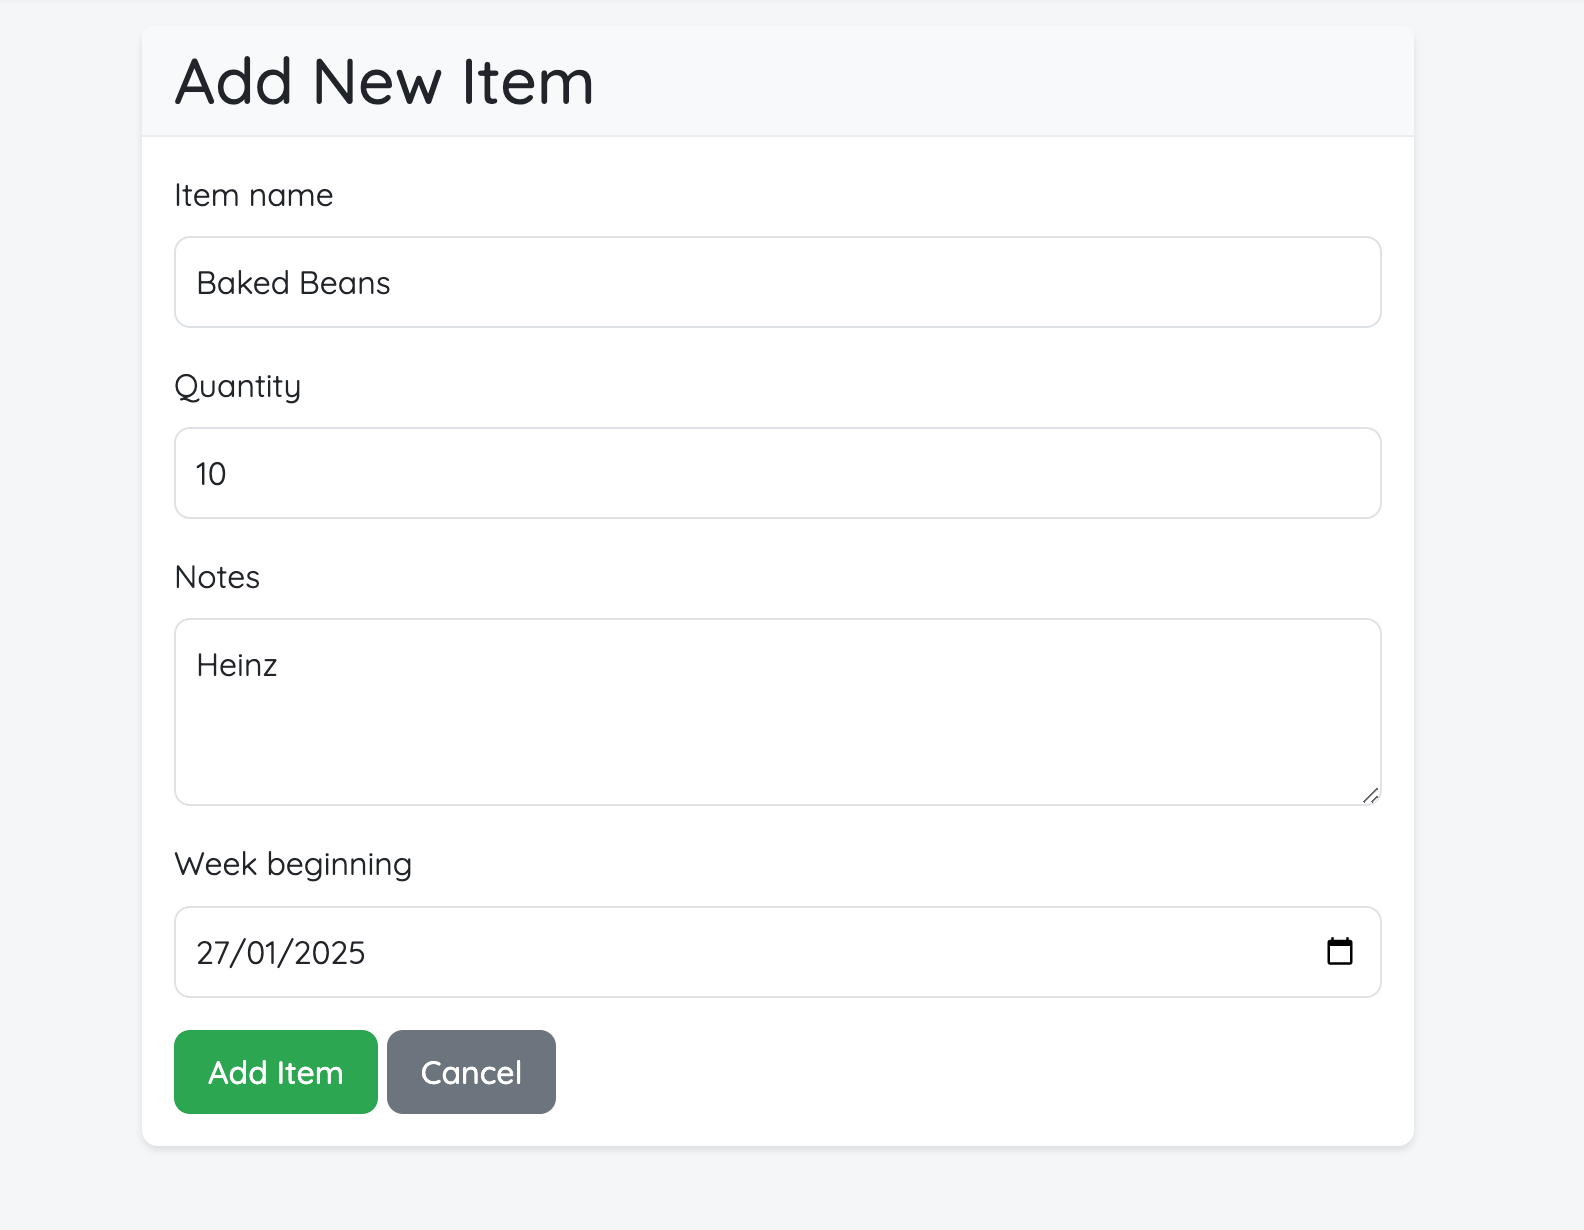 Add New Item
Item name
Baked Beans
Quantity
10
Notes
Heinz
Week beginning
27/01/2025
Add Item Cancel